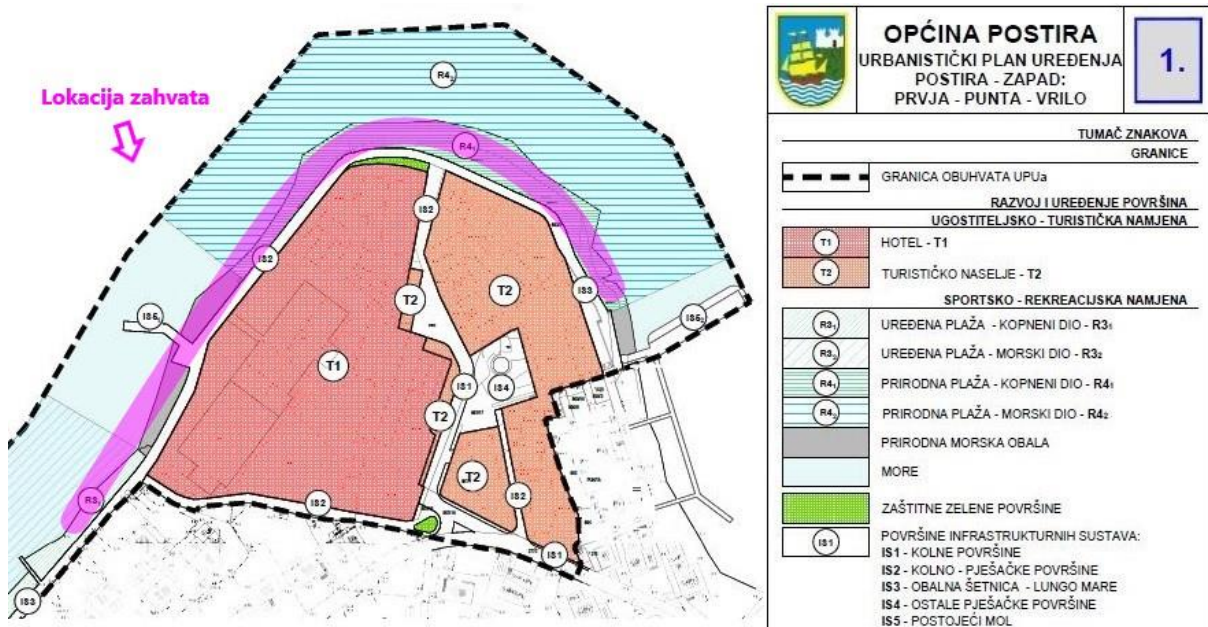 Lokacija zahvata
R4₂
R4₁
IS2
IS2
IS5₁
T2
T2
IS3
IS5₂
T1
IS1
IS4
T2
T2
R3₁
IS2
IS2
IS1
IS3
OPĆINA POSTIRA
URBANISTIČKI PLAN UREĐENJA
POSTIRA - ZAPAD:
PRVJA - PUNTA - VRILO
1.
TUMAČ ZNAKOVA
GRANICE
GRANICA OBUHVATA UPUa
RAZVOJ I UREĐENJE POVRŠINA
UGOSTITELJSKO - TURISTIČKA NAMJENA
T1 HOTEL - T1
T2 TURISTIČKO NASELJE - T2
SPORTSKO - REKREACIJSKA NAMJENA
R3₁ UREĐENA PLAŽA - KOPNENI DIO - R3₁
R3₂ UREĐENA PLAŽA - MORSKI DIO - R3₂
R4₁ PRIRODNA PLAŽA - KOPNENI DIO - R4₁
R4₂ PRIRODNA PLAŽA - MORSKI DIO - R4₂
PRIRODNA MORSKA OBALA
MORE
ZAŠTITNE ZELENE POVRŠINE
IS1 POVRŠINE INFRASTRUKTURNIH SUSTAVA:
IS1 - KOLNE POVRŠINE
IS2 - KOLNO - PJEŠAČKE POVRŠINE
IS3 - OBALNA ŠETNICA - LUNGO MARE
IS4 - OSTALE PJEŠAČKE POVRŠINE
IS5 - POSTOJEĆI MOL